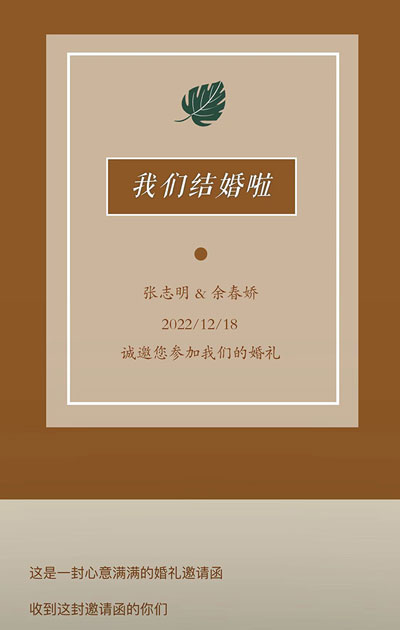 我们结婚啦
张志明 & 余春娇
2022/12/18
诚邀您参加我们的婚礼
这是一封心意满满的婚礼邀请函
收到这封邀请函的你们